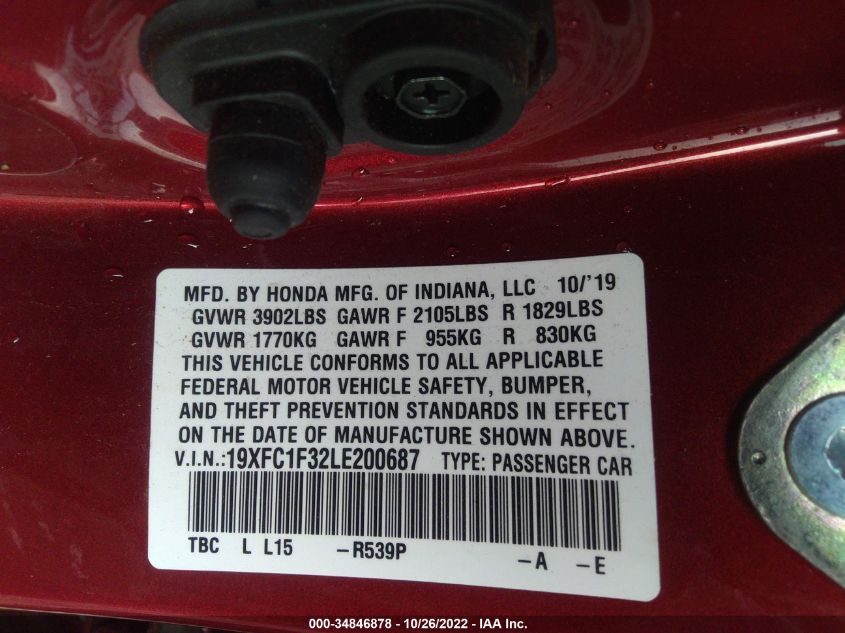 MFD. BY HONDA MFG. OF INDIANA, LLC 10/'19
GVWR 3902LBS GAWR F 2105LBS R 1829LBS
GVWR 1770KG GAWR F 955KG R 830KG
THIS VEHICLE CONFORMS TO ALL APPLICABLE
FEDERAL MOTOR VEHICLE SAFETY, BUMPER,
AND THEFT PREVENTION STANDARDS IN EFFECT
ON THE DATE OF MANUFACTURE SHOWN ABOVE.
V.I.N.:19XFC1F32LE200687 TYPE: PASSENGER CAR
TBC L L15 –R539P –A –E
000-34846878 - 10/26/2022 - IAA Inc.